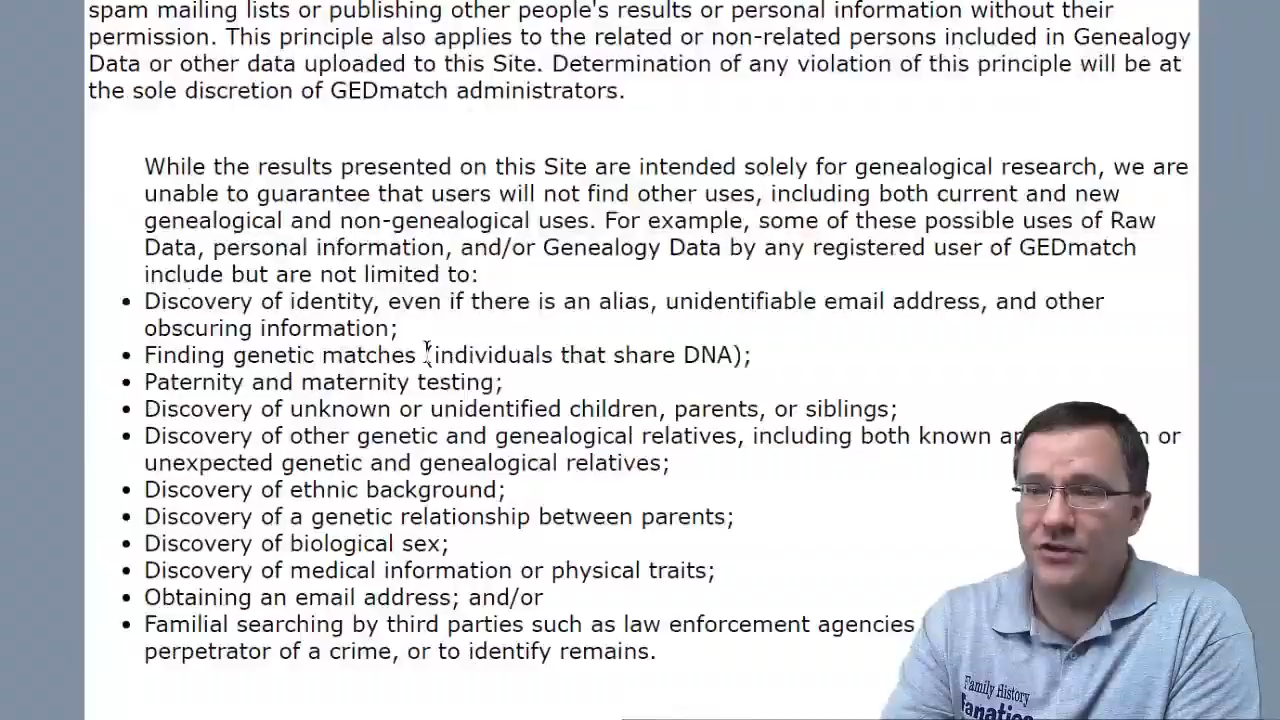 spam mailing lists or publishing other people's results or personal information without their
permission. This principle also applies to the related or non-related persons included in Genealogy
Data or other data uploaded to this Site. Determination of any violation of this principle will be at
the sole discretion of GEDmatch administrators.
While the results presented on this Site are intended solely for genealogical research, we are
unable to guarantee that users will not find other uses, including both current and new
genealogical and non-genealogical uses. For example, some of these possible uses of Raw
Data, personal information, and/or Genealogy Data by any registered user of GEDmatch
include but are not limited to:
• Discovery of identity, even if there is an alias, unidentifiable email address, and other
obscuring information;
• Finding genetic matches (individuals that share DNA);
• Paternity and maternity testing;
• Discovery of unknown or unidentified children, parents, or siblings;
• Discovery of other genetic and genealogical relatives, including both known or
unexpected genetic and genealogical relatives;
• Discovery of ethnic background;
• Discovery of a genetic relationship between parents;
• Discovery of biological sex;
• Discovery of medical information or physical traits;
• Obtaining an email address; and/or
• Familial searching by third parties such as law enforcement agencies
perpetrator of a crime, or to identify remains.
Family History
Fanatics